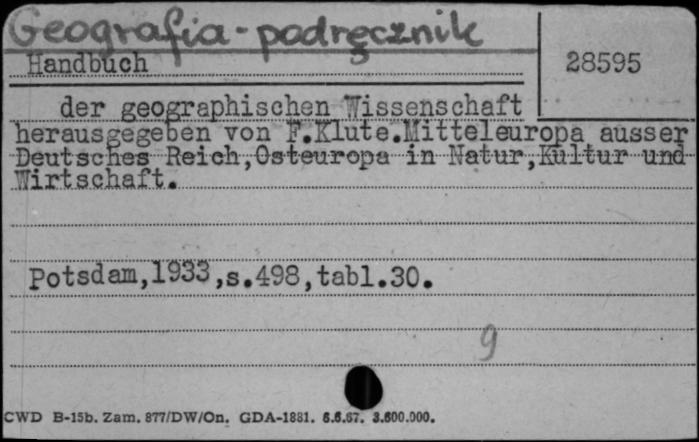 Geografia - podręcznik
Handbuch
28595
der geographischen Wissenschaft
herausgegeben von F.Klute.Mitteleuropa ausser
Deutsches Reich,Osteuropa in Natur,Kultur und
Wirtschaft.
Potsdam,1933,s.498,tabl.30.
9
CWD B-15b. Zam. 877/DW/On. GDA-1881. 6.6.67. 3.600.000.